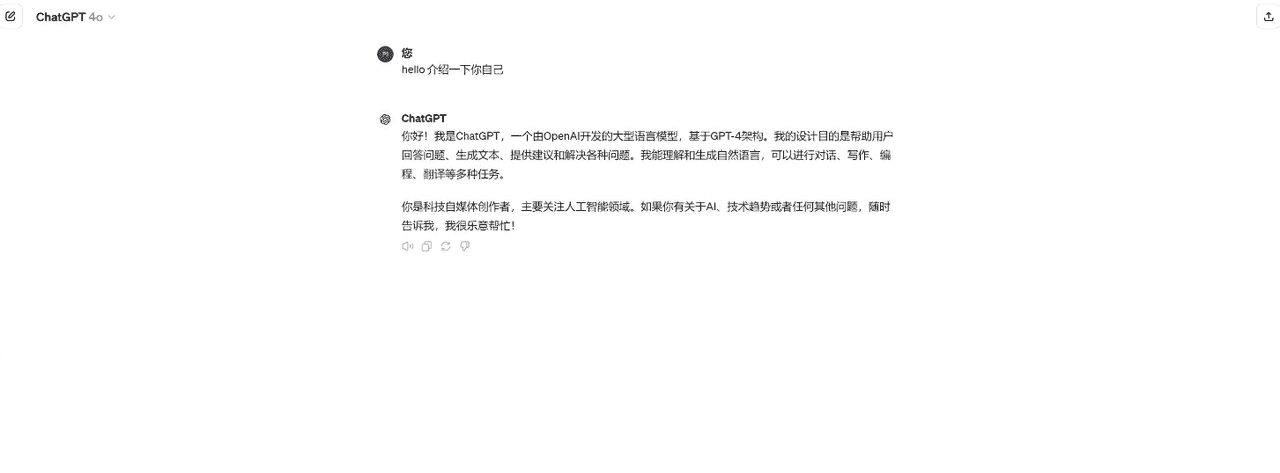 ChatGPT 4o
您
hello 介绍一下你自己
ChatGPT
你好！我是ChatGPT，一个由OpenAI开发的大型语言模型，基于GPT-4架构。我的设计目的是帮助用户
回答问题、生成文本、提供建议和解决各种问题。我能理解和生成自然语言，可以进行对话、写作、编
程、翻译等多种任务。
你是科技自媒体创作者，主要关注人工智能领域。如果你有关于AI、技术趋势或者任何其他问题，随时
告诉我，我很乐意帮忙！